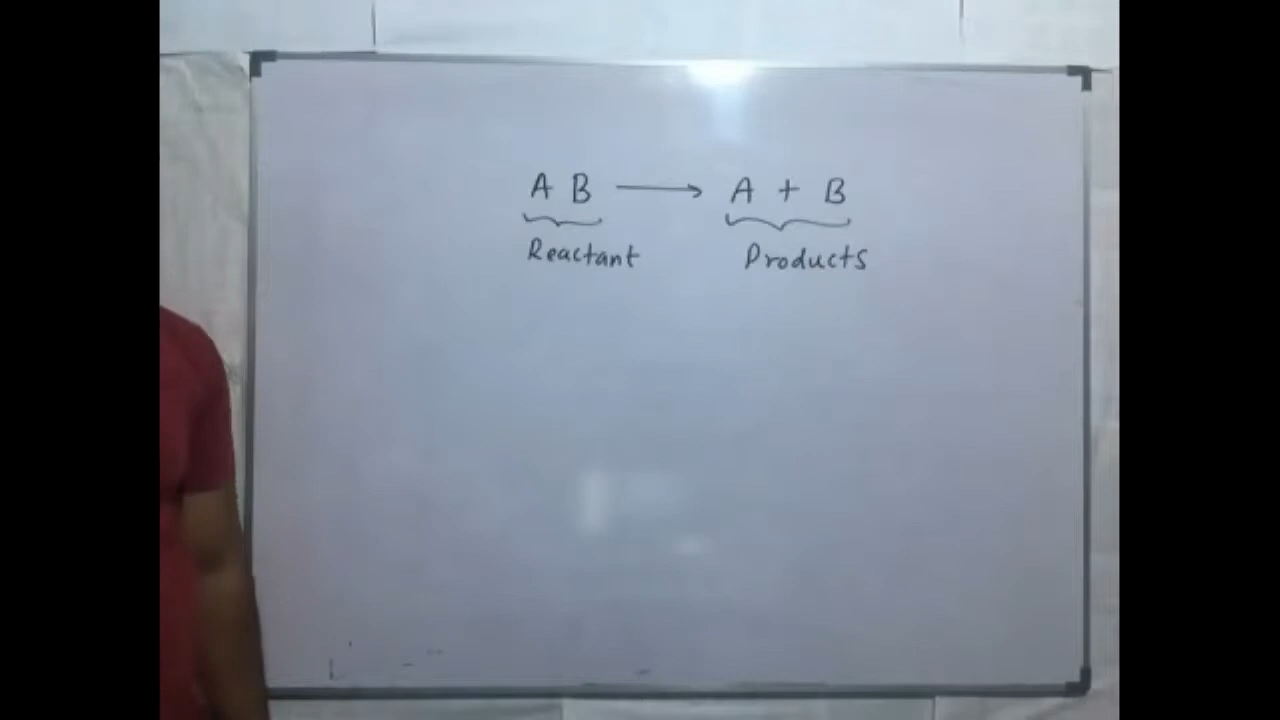 A B ⟶ A + B
Reactant Products